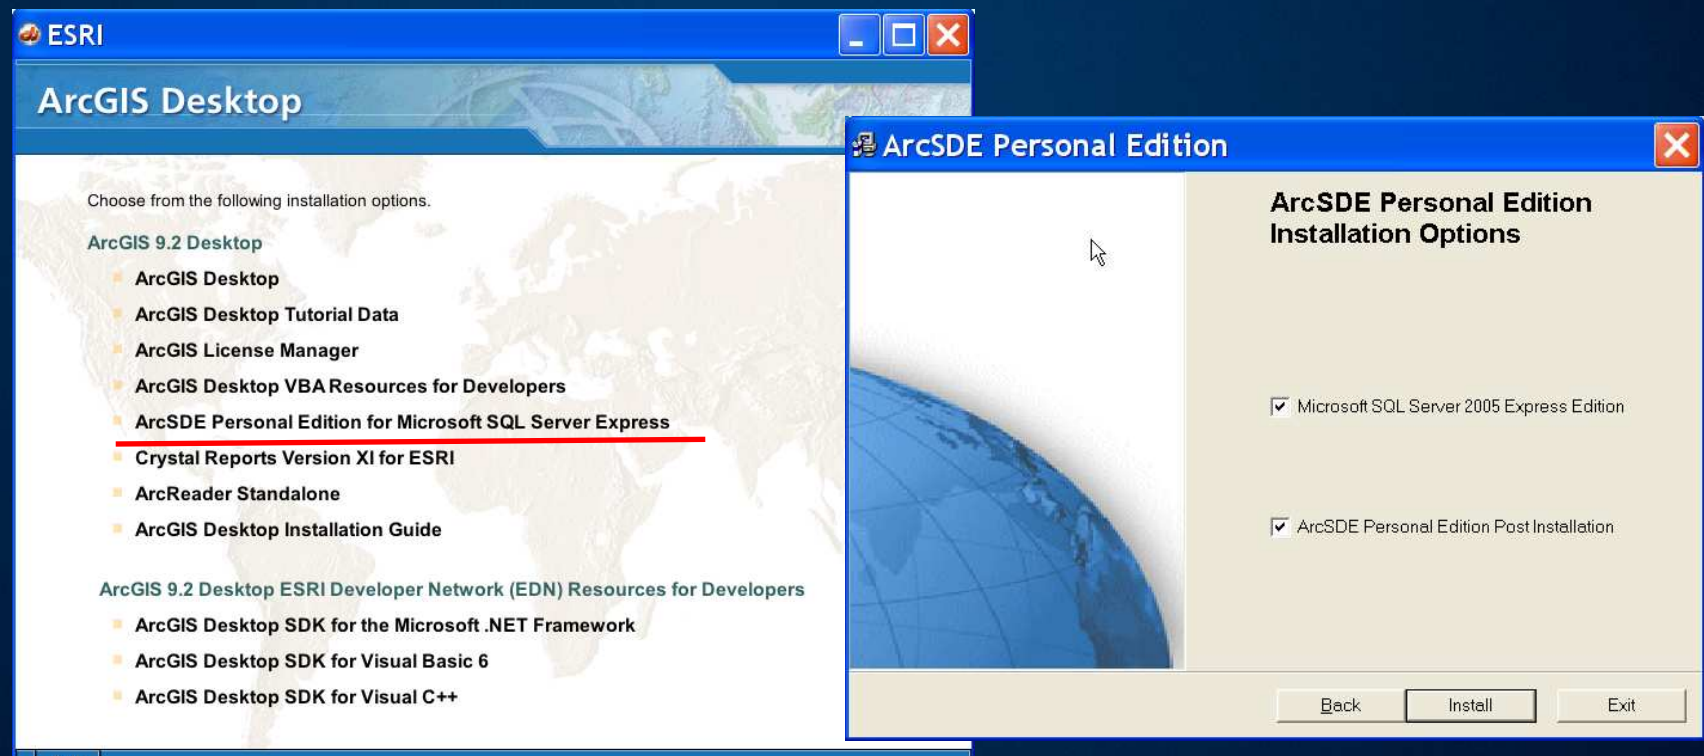 ESRI
ArcGIS Desktop
Choose from the following installation options.
ArcGIS 9.2 Desktop
ArcGIS Desktop
ArcGIS Desktop Tutorial Data
ArcGIS License Manager
ArcGIS Desktop VBA Resources for Developers
ArcSDE Personal Edition for Microsoft SQL Server Express
Crystal Reports Version XI for ESRI
ArcReader Standalone
ArcGIS Desktop Installation Guide
ArcGIS 9.2 Desktop ESRI Developer Network (EDN) Resources for Developers
ArcGIS Desktop SDK for the Microsoft .NET Framework
ArcGIS Desktop SDK for Visual Basic 6
ArcGIS Desktop SDK for Visual C++
ArcSDE Personal Edition
ArcSDE Personal Edition
Installation Options
Microsoft SQL Server 2005 Express Edition
ArcSDE Personal Edition Post Installation
Back
Install
Exit